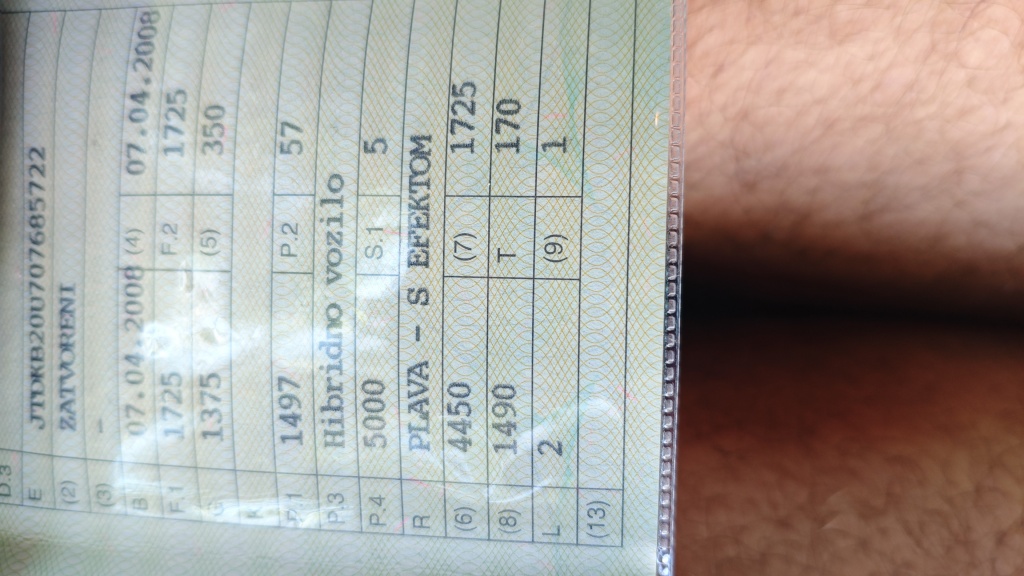 D.3
E JTDKB20U707685722
(2) ZATVORENI
(3) -
B 07.04.2008 (4) 07.04.2008
F.1 1725 F.2 1725
G 1375 (5) 350
K
P.1 1497 P.2 57
P.3 Hibridno vozilo
P.4 5000 S.1 5
R PLAVA - S EFEKTOM
(6) 4450 (7) 1725
(8) 1490 T 170
L 2 (9) 1
(13)